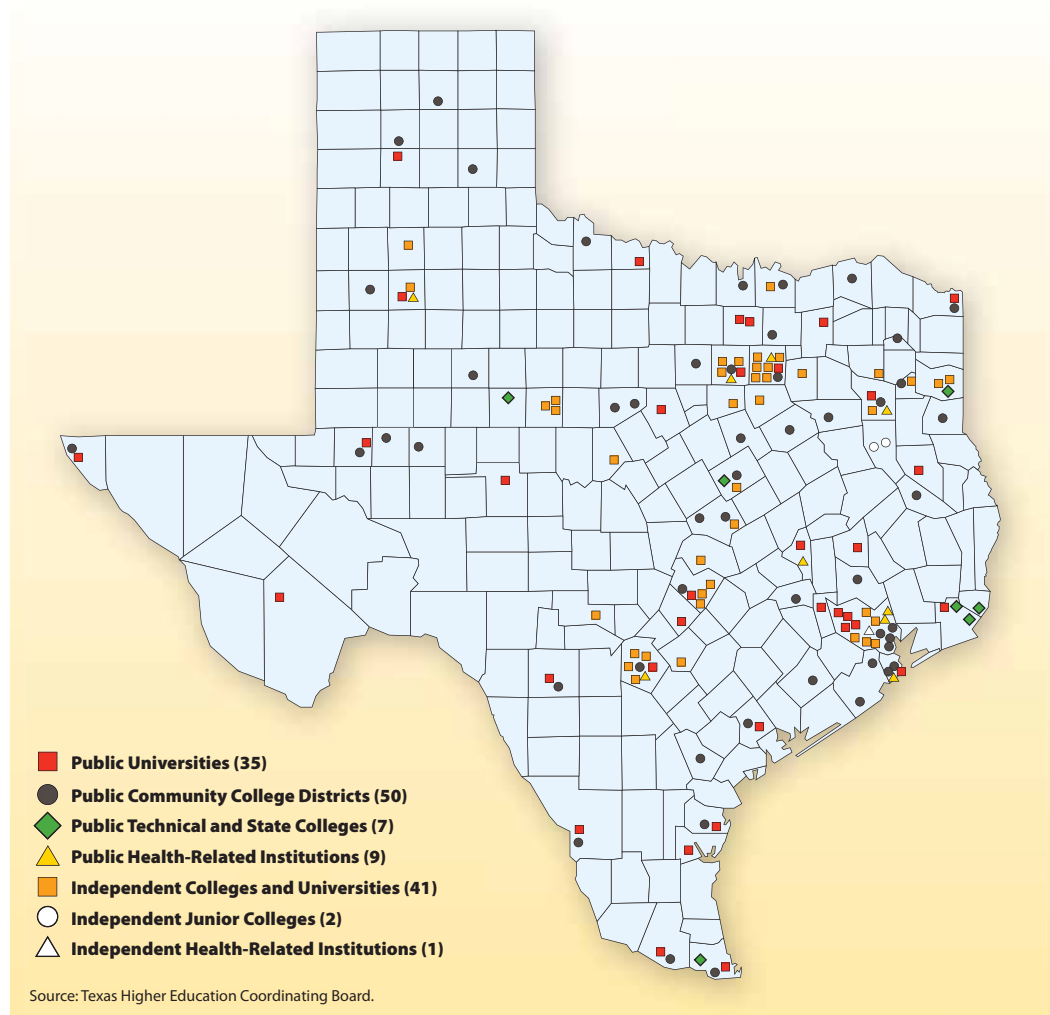 Public Universities (35)
Public Community College Districts (50)
Public Technical and State Colleges (7)
Public Health-Related Institutions (9)
Independent Colleges and Universities (41)
Independent Junior Colleges (2)
Independent Health-Related Institutions (1)
Source: Texas Higher Education Coordinating Board.